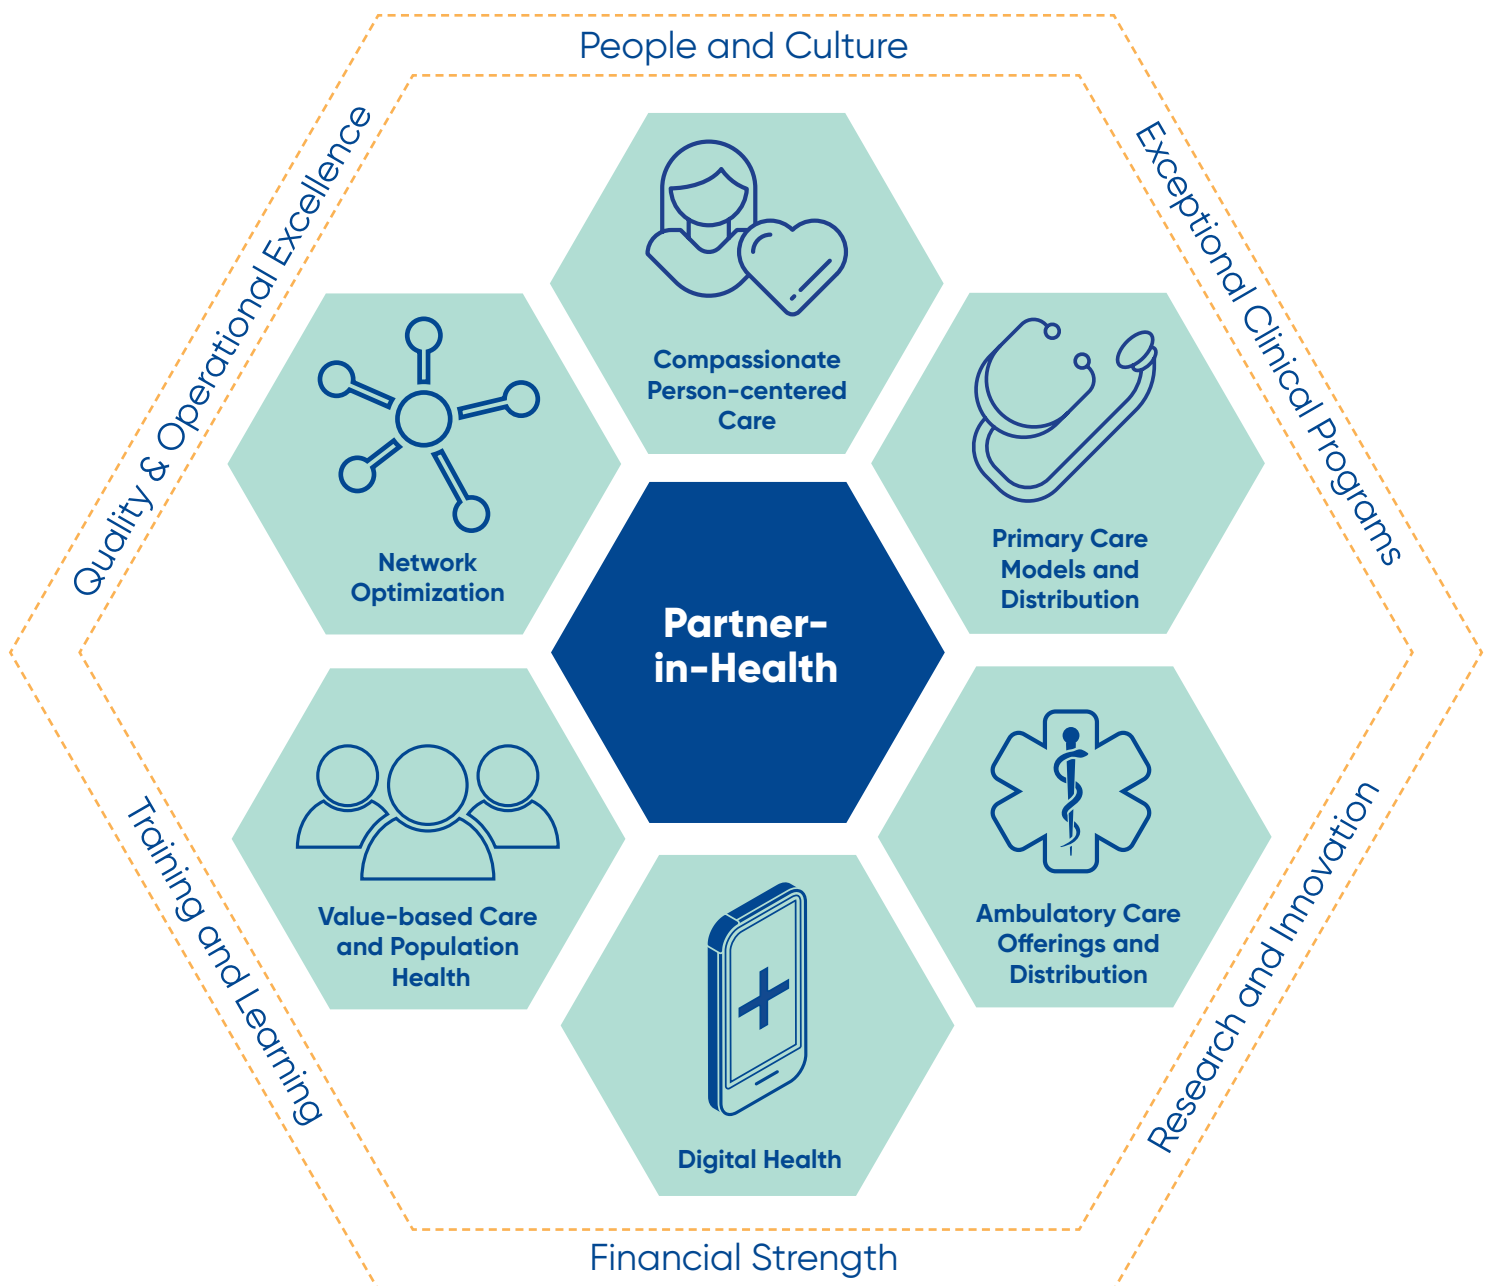 People and Culture
Quality & Operational Excellence
Exceptional Clinical Programs
Compassionate
Person-centered
Care
Network
Optimization
Primary Care
Models and
Distribution
Partner-
in-Health
Value-based Care
and Population
Health
Ambulatory Care
Offerings and
Distribution
Digital Health
Training and Learning
Research and Innovation
Financial Strength